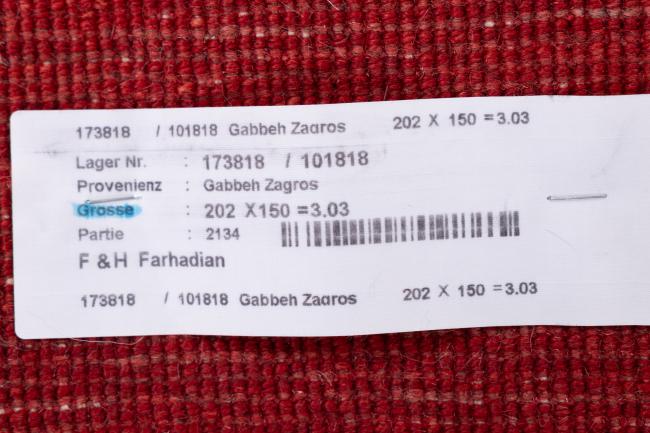 173818 / 101818 Gabbeh Zagros 202 X 150 =3.03
Lager Nr. : 173818 / 101818
Provenienz : Gabbeh Zagros
Grosse : 202 X150 =3.03
Partie : 2134
F & H Farhadian
173818 / 101818 Gabbeh Zagros 202 X 150 =3.03